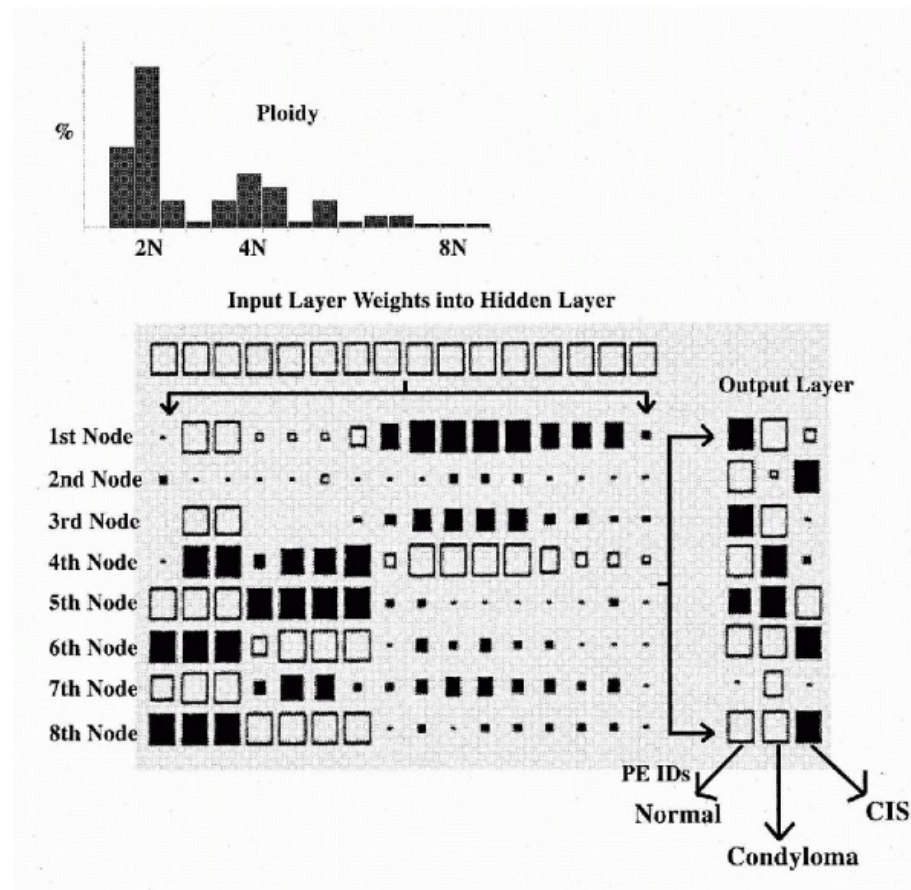 Ploidy
%
2N 4N 8N
Input Layer Weights into Hidden Layer
Output Layer
1st Node
2nd Node
3rd Node
4th Node
5th Node
6th Node
7th Node
8th Node
PE IDs
Normal
CIS
Condyloma